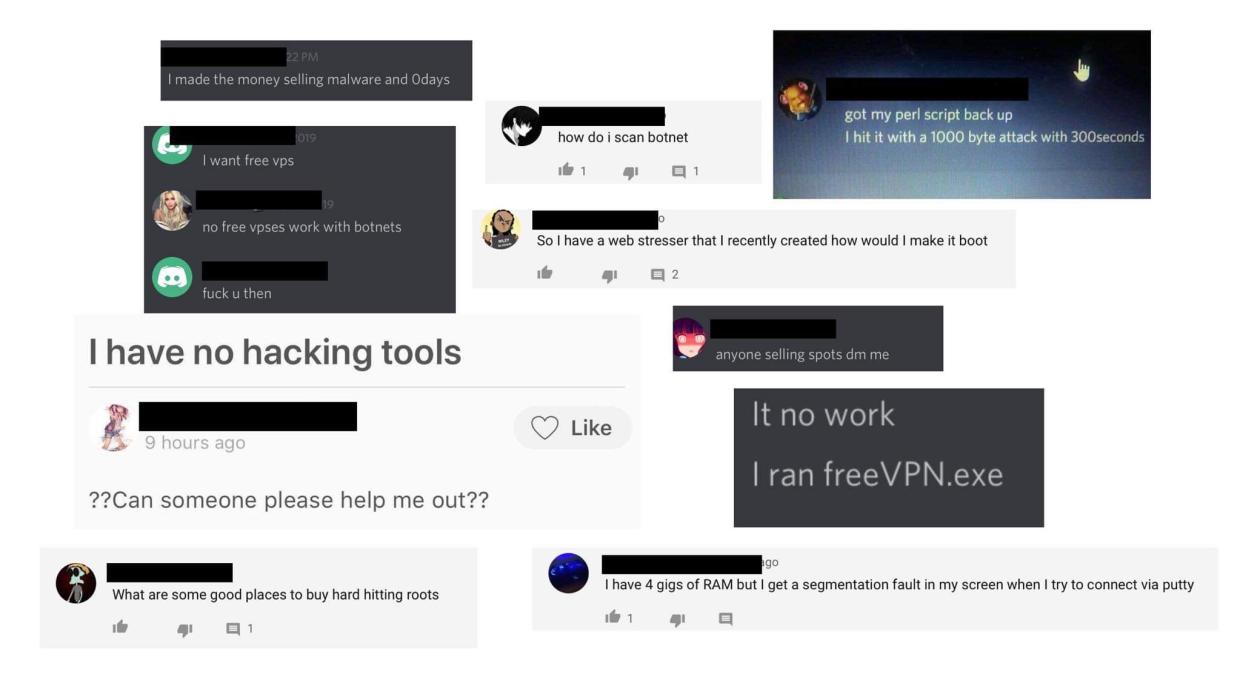 22 PM
I made the money selling malware and 0days
2019
I want free vps
19
no free vpses work with botnets
fuck u then
how do i scan botnet
1
1
got my perl script back up
I hit it with a 1000 byte attack with 300seconds
So I have a web stresser that I recently created how would I make it boot
2
I have no hacking tools
9 hours ago
Like
??Can someone please help me out??
anyone selling spots dm me
It no work
I ran freeVPN.exe
What are some good places to buy hard hitting roots
1
ago
I have 4 gigs of RAM but I get a segmentation fault in my screen when I try to connect via putty
1